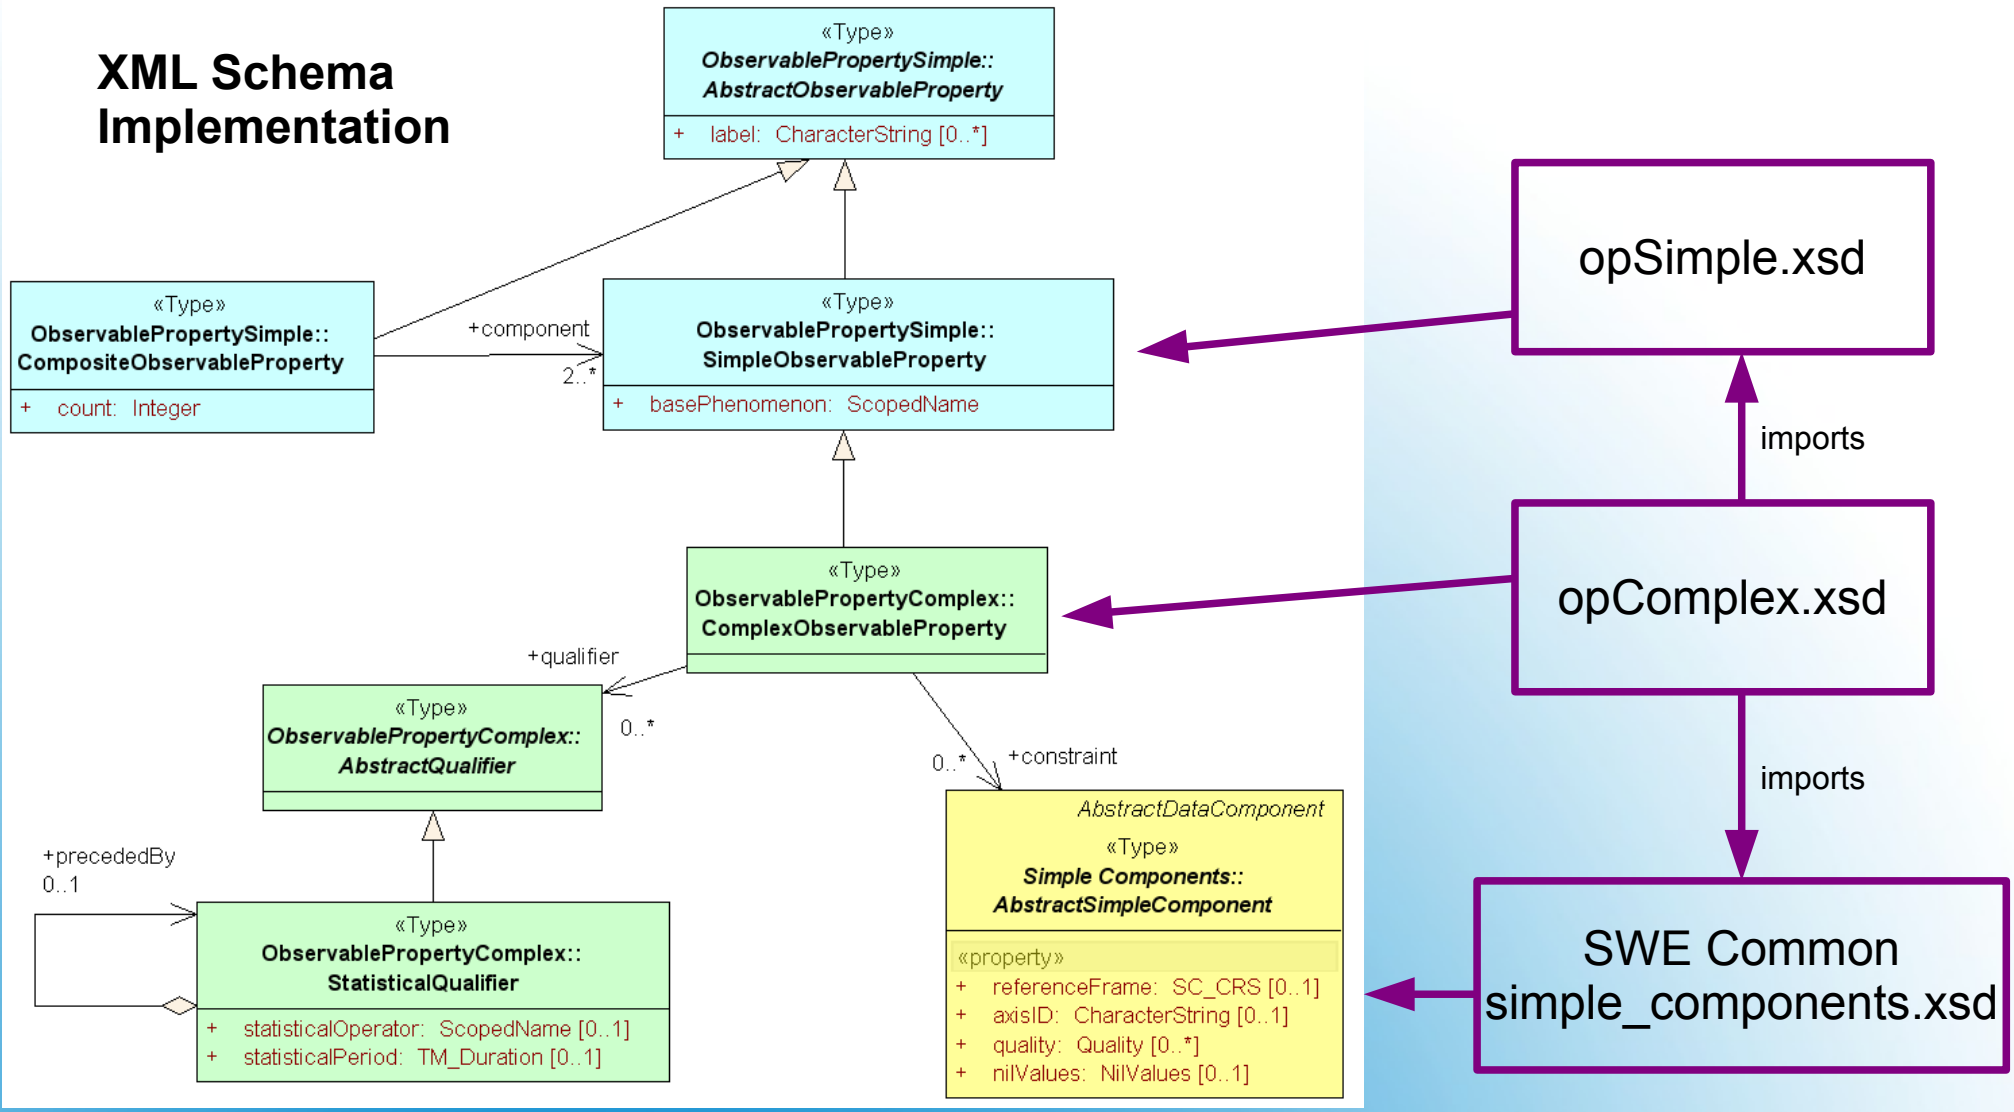 XML Schema
Implementation
«Type»
ObservablePropertySimple::
AbstractObservableProperty
+ label: CharacterString [0..*]
«Type»
ObservablePropertySimple::
CompositeObservableProperty
+ count: Integer
+component
2..*
«Type»
ObservablePropertySimple::
SimpleObservableProperty
+ basePhenomenon: ScopedName
«Type»
ObservablePropertyComplex::
ComplexObservableProperty
+qualifier
0..*
+constraint
0..*
«Type»
ObservablePropertyComplex::
AbstractQualifier
+precededBy
0..1
«Type»
ObservablePropertyComplex::
StatisticalQualifier
+ statisticalOperator: ScopedName [0..1]
+ statisticalPeriod: TM_Duration [0..1]
AbstractDataComponent
«Type»
Simple Components::
AbstractSimpleComponent
«property»
+ referenceFrame: SC_CRS [0..1]
+ axisID: CharacterString [0..1]
+ quality: Quality [0..*]
+ nilValues: NilValues [0..1]
opSimple.xsd
imports
opComplex.xsd
imports
SWE Common
simple_components.xsd